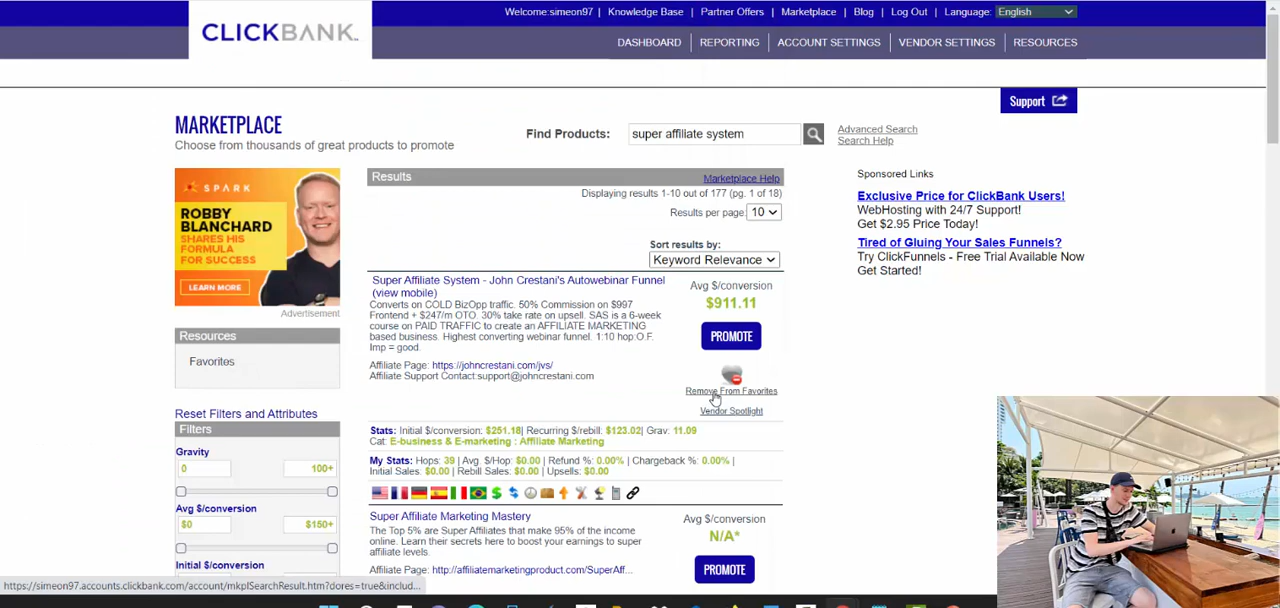 Welcome:simeon97 | Knowledge Base | Partner Offers | Marketplace | Blog | Log Out | Language: English
CLICKBANK.
DASHBOARD | REPORTING | ACCOUNT SETTINGS | VENDOR SETTINGS | RESOURCES
Support
MARKETPLACE
Choose from thousands of great products to promote
Find Products: super affiliate system
Advanced Search
Search Help
SPARK
ROBBY
BLANCHARD
SHARES HIS
FORMULA
FOR SUCCESS
LEARN MORE
Advertisement
Resources
Favorites
Reset Filters and Attributes
Filters
Gravity
0 100+
Avg $/conversion
$0 $150+
Initial $/conversion
Results Marketplace Help
Displaying results 1-10 out of 177 (pg. 1 of 18)
Results per page 10
Sort results by:
Keyword Relevance
Super Affiliate System - John Crestani's Autowebinar Funnel
(view mobile)
Converts on COLD BizOpp traffic. 50% Commission on $997
Frontend + $247/m OTO. 30% take rate on upsell. SAS is a 6-week
course on PAID TRAFFIC to create an AFFILIATE MARKETING
based business. Highest converting webinar funnel. 1:10 hop:O.F.
Imp = good.
Affiliate Page: https://johncrestani.com/jvs/
Affiliate Support Contact:support@johncrestani.com
Avg $/conversion
$911.11
PROMOTE
Remove From Favorites
Vendor Spotlight
Stats: Initial $/conversion: $251.18| Recurring $/rebill: $123.02| Grav: 11.09
Cat: E-business & E-marketing : Affiliate Marketing
My Stats: Hops: 39 | Avg. $/Hop: $0.00 | Refund %: 0.00% | Chargeback %: 0.00% |
Initial Sales: $0.00 | Rebill Sales: $0.00 | Upsells: $0.00
Super Affiliate Marketing Mastery
The Top 5% are Super Affiliates that make 95% of the income
online. Learn their secrets here to boost your earnings to super
affiliate levels.
Affiliate Page: http://affiliatemarketingproduct.com/SuperAff...
Avg $/conversion
N/A*
PROMOTE
Sponsored Links
Exclusive Price for ClickBank Users!
WebHosting with 24/7 Support!
Get $2.95 Price Today!
Tired of Gluing Your Sales Funnels?
Try ClickFunnels - Free Trial Available Now
Get Started!
https://simeon97.accounts.clickbank.com/account/mkplSearchResult.htm?dores=true&includ...